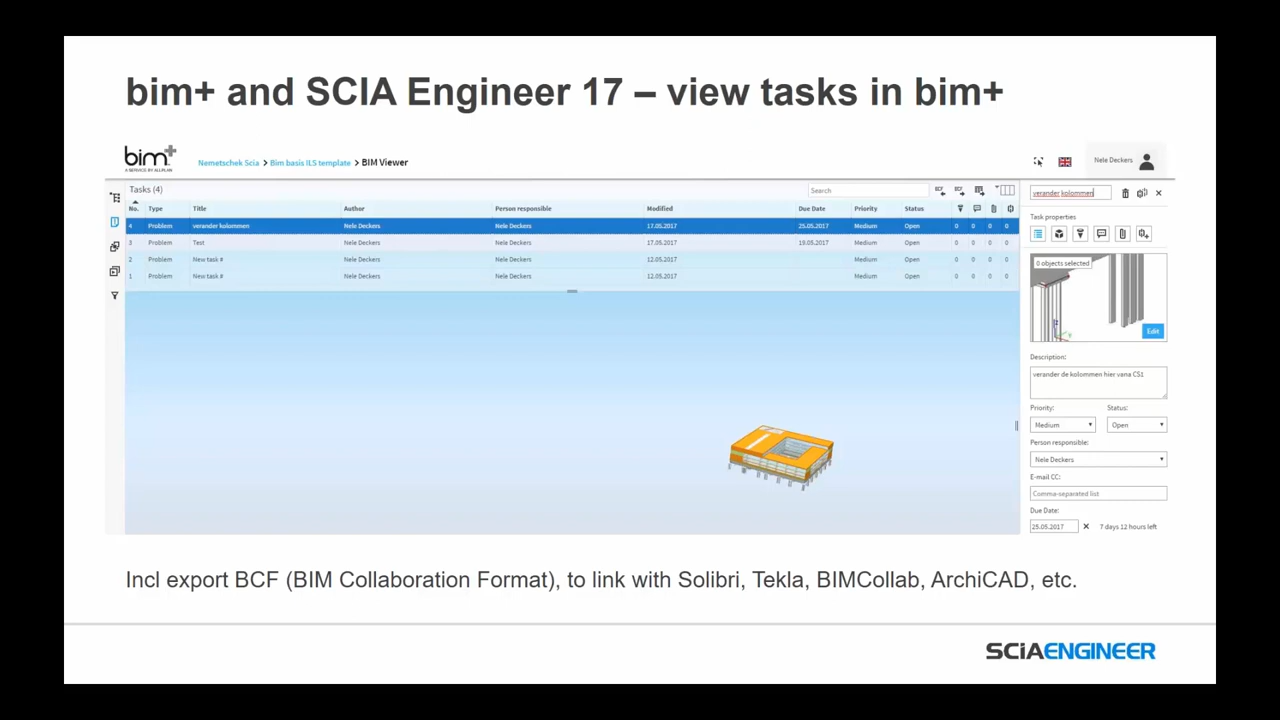 bim+ and SCIA Engineer 17 – view tasks in bim+
bim+
A SERVICE BY ALLPLAN
Nemetschek Scia > Bim basis ILS template > BIM Viewer
Nele Deckers
Tasks (4)
Search
No. Type Title Author Person responsible Modified Due Date Priority Status
4 Problem verander kolommen Nele Deckers Nele Deckers 17.05.2017 25.05.2017 Medium Open 0 0 0 0
3 Problem Test Nele Deckers Nele Deckers 17.05.2017 19.05.2017 Medium Open 0 0 0 0
2 Problem New task # Nele Deckers Nele Deckers 12.05.2017 Medium Open 0 0 0 0
1 Problem New task # Nele Deckers Nele Deckers 12.05.2017 Medium Open 0 0 0 0
verander kolommen
Task properties
0 objects selected
Edit
Description:
verander de kolommen hier vana CS1
Priority: Status:
Medium Open
Person responsible:
Nele Deckers
E-mail CC:
Comma-separated list
Due Date:
25.05.2017 7 days 12 hours left
Incl export BCF (BIM Collaboration Format), to link with Solibri, Tekla, BIMCollab, ArchiCAD, etc.
SCIAENGINEER